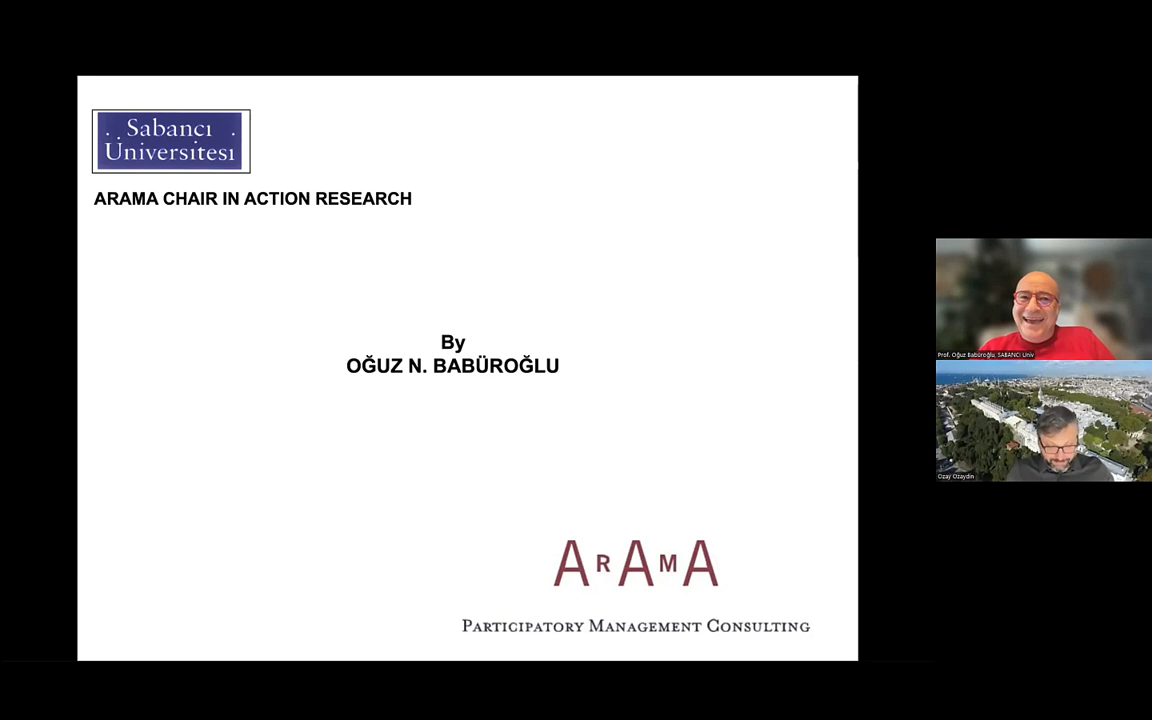 Sabancı
Üniversitesi
ARAMA CHAIR IN ACTION RESEARCH
By
OĞUZ N. BABÜROĞLU
ARAMA
PARTICIPATORY MANAGEMENT CONSULTING
Prof. Oğuz Babüroğlu, SABANCI Univ
Ozay Ozaydin